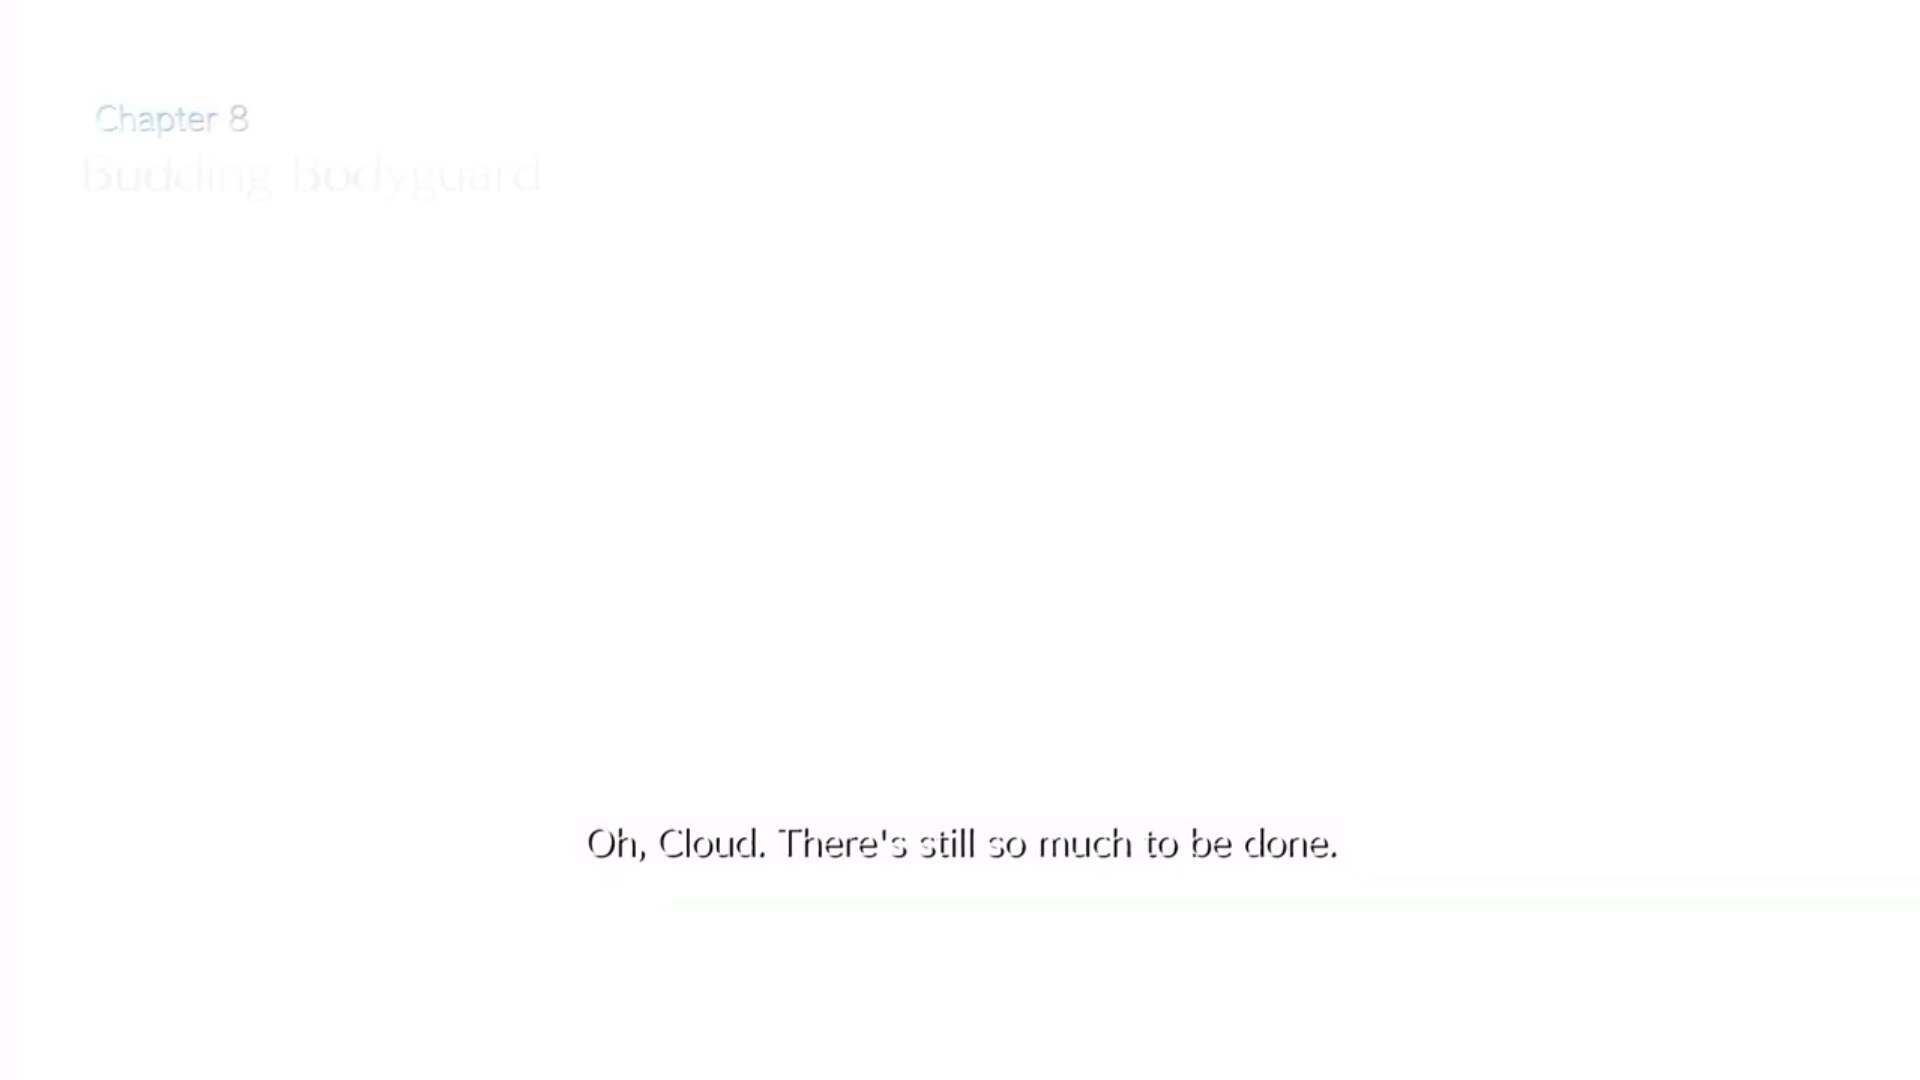 Chapter 8
Budding Bodyguard
Oh, Cloud. There's still so much to be done.